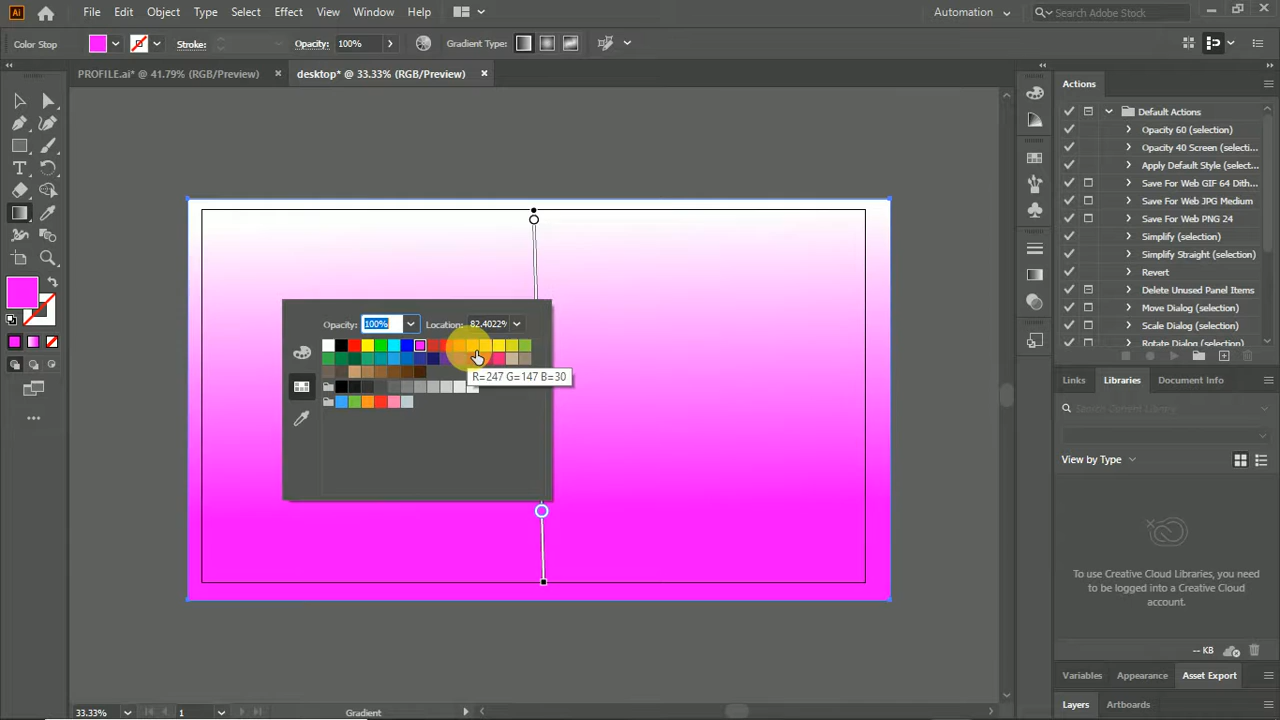 Ai File Edit Object Type Select Effect View Window Help Automation Search Adobe Stock
Color Stop Stroke: Opacity: 100% Gradient Type:
PROFILE.ai* @ 41.79% (RGB/Preview) desktop* @ 33.33% (RGB/Preview)
Actions
Default Actions
Opacity 60 (selection)
Opacity 40 Screen (selecti...
Apply Default Style (select...
Save For Web GIF 64 Dith...
Save For Web JPG Medium
Save For Web PNG 24
Simplify (selection)
Simplify Straight (selection)
Revert
Delete Unused Panel Items
Move Dialog (selection)
Scale Dialog (selection)
Rotate Dialog (selection)
Opacity: 100% Location: 82.4022%
R=247 G=147 B=30
Links Libraries Document Info
Search Current Library
View by Type
To use Creative Cloud Libraries, you
need to be logged into a Creative Cloud
account.
-- KB
Variables Appearance Asset Export
Layers Artboards
33.33% 1 Gradient